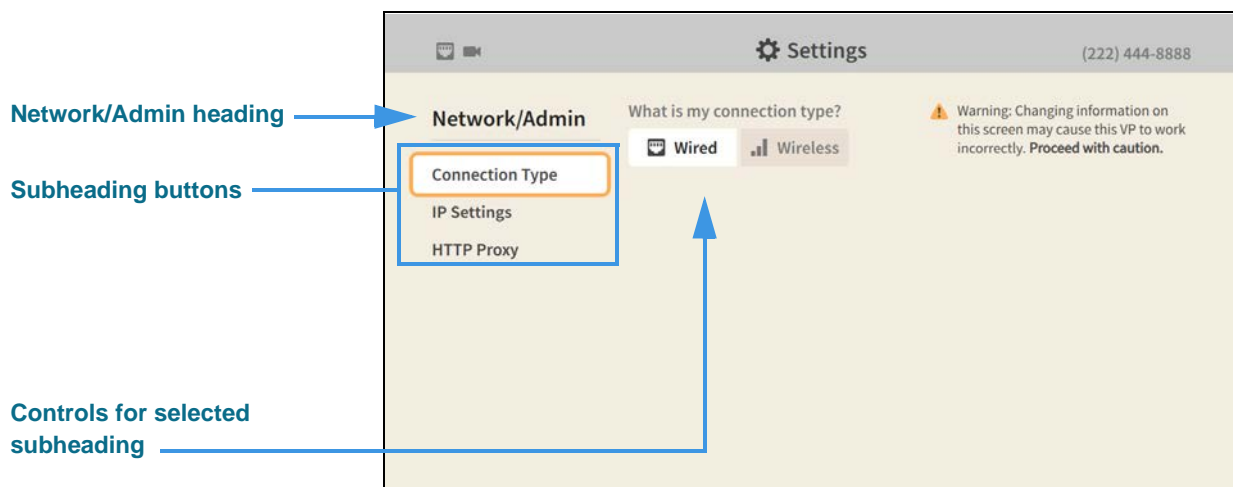 Settings
(222) 444-8888
Network/Admin heading
Network/Admin
What is my connection type?
Warning: Changing information on
this screen may cause this VP to work
incorrectly. Proceed with caution.
Wired
Wireless
Subheading buttons
Connection Type
IP Settings
HTTP Proxy
Controls for selected
subheading